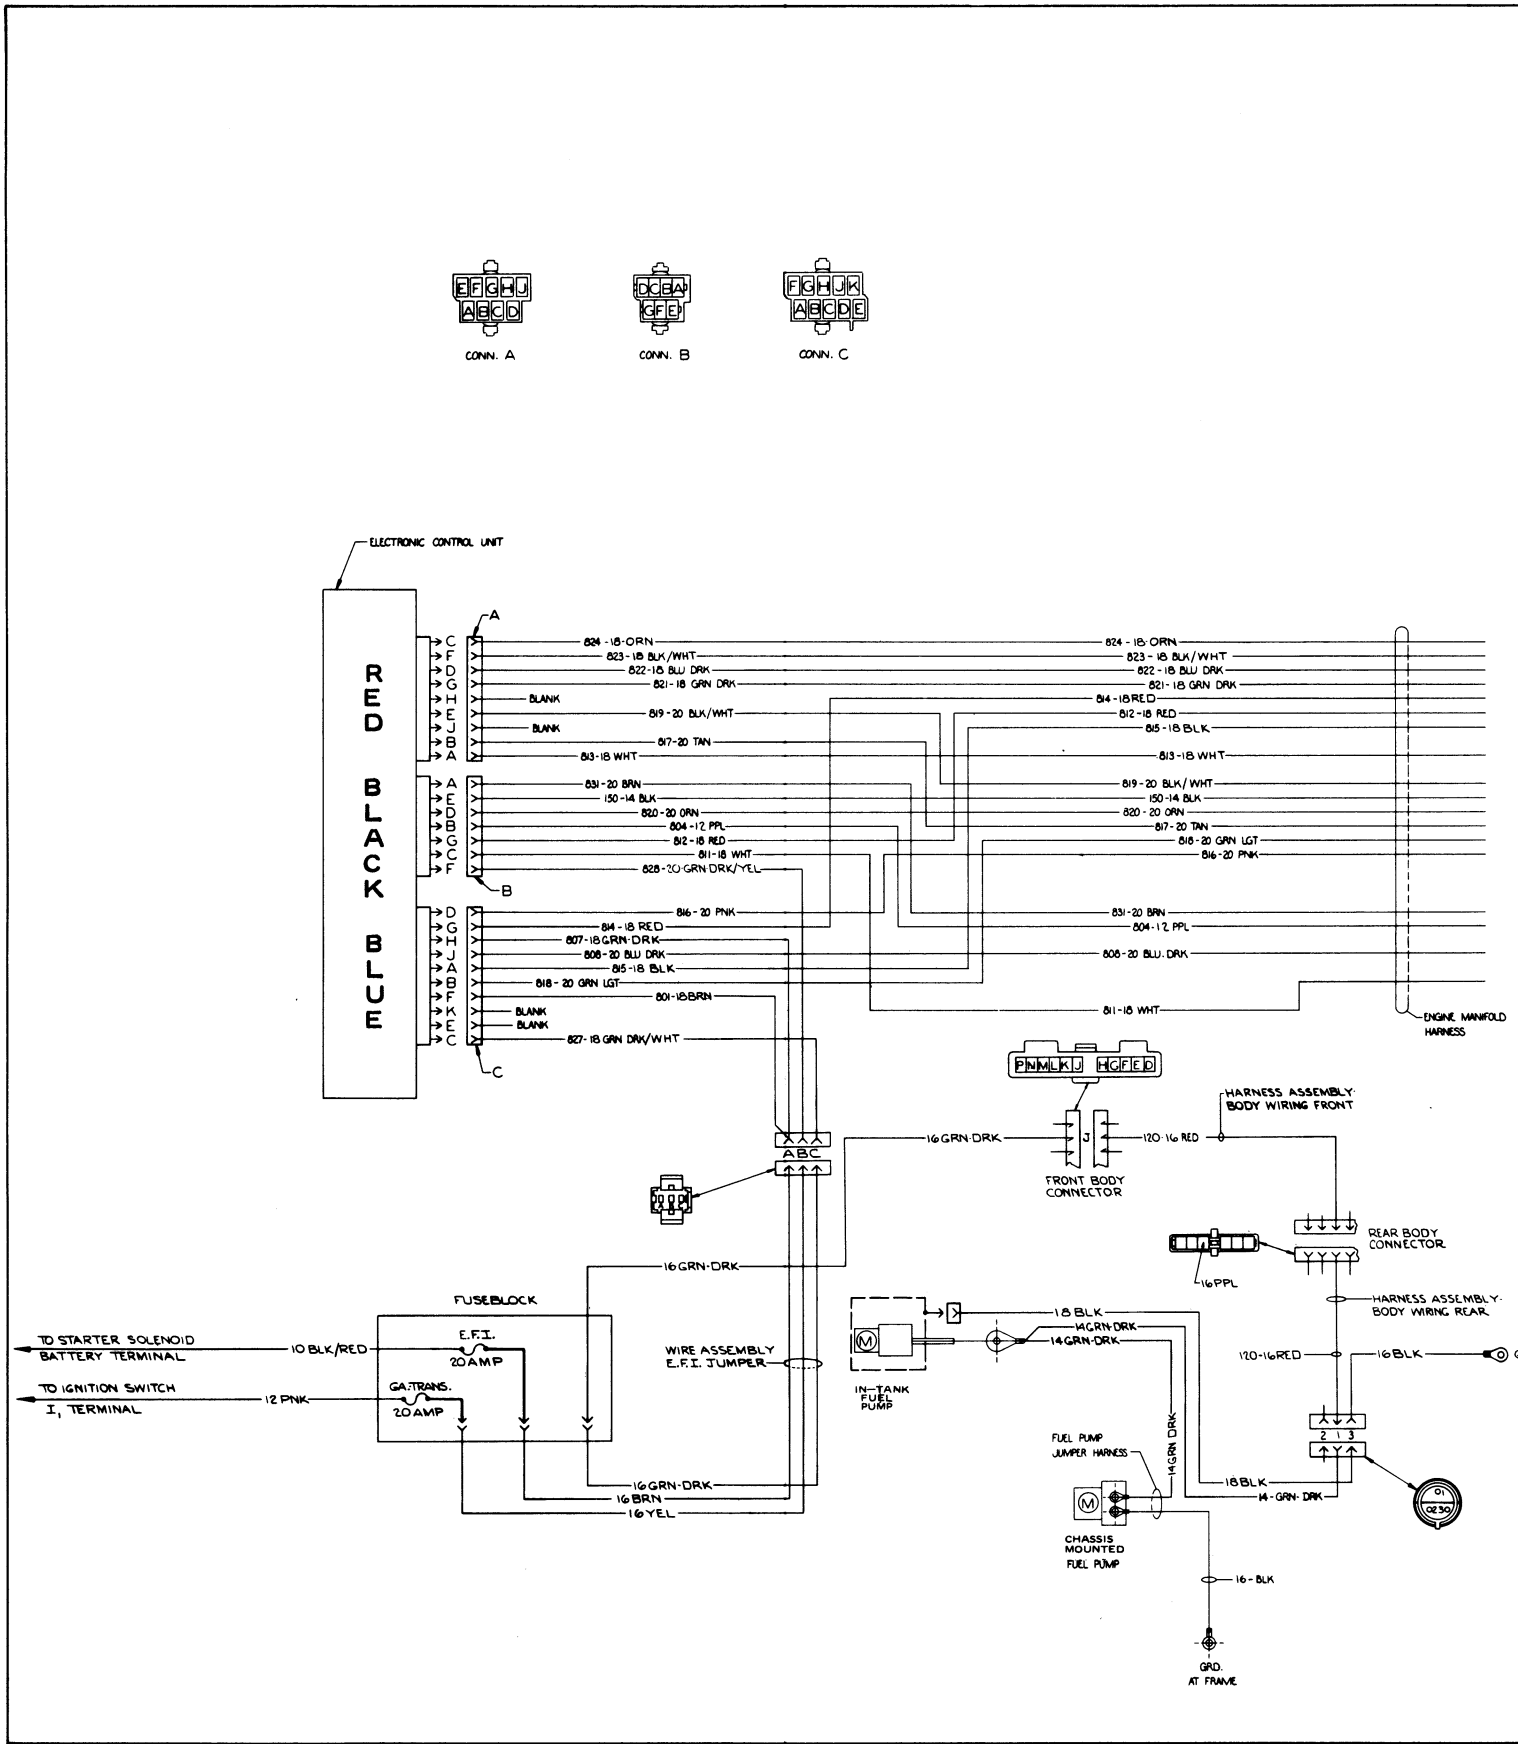 E F G H J
A B C D
CONN. A
D C B A
G F E
CONN. B
F G H J K
A B C D E
CONN. C
ELECTRONIC CONTROL UNIT
RED
BLACK
BLUE
A
C 824-18-ORN 824-18-ORN
F 823-18 BLK/WHT 823-18 BLK/WHT
D 822-18 BLU DRK 822-18 BLU DRK
G 821-18 GRN DRK 821-18 GRN DRK
H BLANK 814-18 RED
E 819-20 BLK/WHT 812-18 RED
J BLANK 815-18 BLK
B 817-20 TAN
A 813-18 WHT 813-18 WHT
A 831-20 BRN 819-20 BLK/WHT
E 150-14 BLK 150-14 BLK
D 820-20 ORN 820-20 ORN
B 804-12 PPL 817-20 TAN
G 812-18 RED 818-20 GRN LGT
C 811-18 WHT 816-20 PNK
F 828-20-GRN-DRK/YEL
B
D 816-20 PNK 831-20 BRN
G 814-18 RED 804-12 PPL
H 807-18 GRN-DRK
J 808-20 BLU DRK 808-20 BLU. DRK
A 815-18 BLK
B 818-20 GRN LGT
F 801-18 BRN
K BLANK 811-18 WHT
E BLANK
C 827-18 GRN DRK/WHT
C
ENGINE MANIFOLD
HARNESS
P N M L K J H G F E D
HARNESS ASSEMBLY-
BODY WIRING FRONT
16 GRN-DRK
J
120-16 RED
A B C
FRONT BODY
CONNECTOR
REAR BODY
CONNECTOR
16 PPL
16 GRN-DRK
HARNESS ASSEMBLY-
BODY WIRING REAR
FUSEBLOCK
18 BLK
14 GRN-DRK
14 GRN-DRK
TO STARTER SOLENOID
BATTERY TERMINAL
10 BLK/RED
E.F.I.
20 AMP
WIRE ASSEMBLY
E.F.I. JUMPER
M
120-16 RED
16 BLK
TO IGNITION SWITCH
I, TERMINAL
12 PNK
GA.-TRANS.
20 AMP
IN-TANK
FUEL
PUMP
14 GRN DRK
2 1 3
FUEL PUMP
JUMPER HARNESS
16 GRN-DRK
16 BRN
16 YEL
18 BLK
14-GRN-DRK
01
0230
M
CHASSIS
MOUNTED
FUEL PUMP
16-BLK
GRD.
AT FRAME